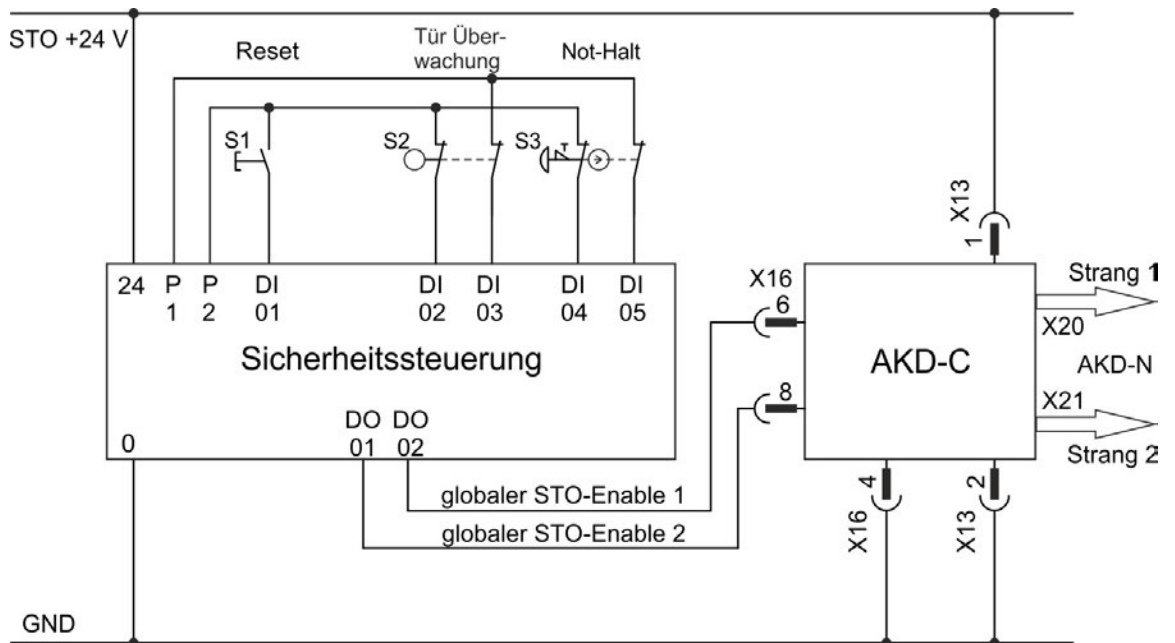 STO +24 V
Reset
Tür Über-
wachung
Not-Halt
S1
S2
S3
X13
1
24
P
1
P
2
DI
01
DI
02
DI
03
DI
04
DI
05
X16
6
8
Strang 1
X20
AKD-N
X21
Strang 2
Sicherheitssteuerung
AKD-C
0
DO
01
DO
02
4
X16
2
X13
globaler STO-Enable 1
globaler STO-Enable 2
GND